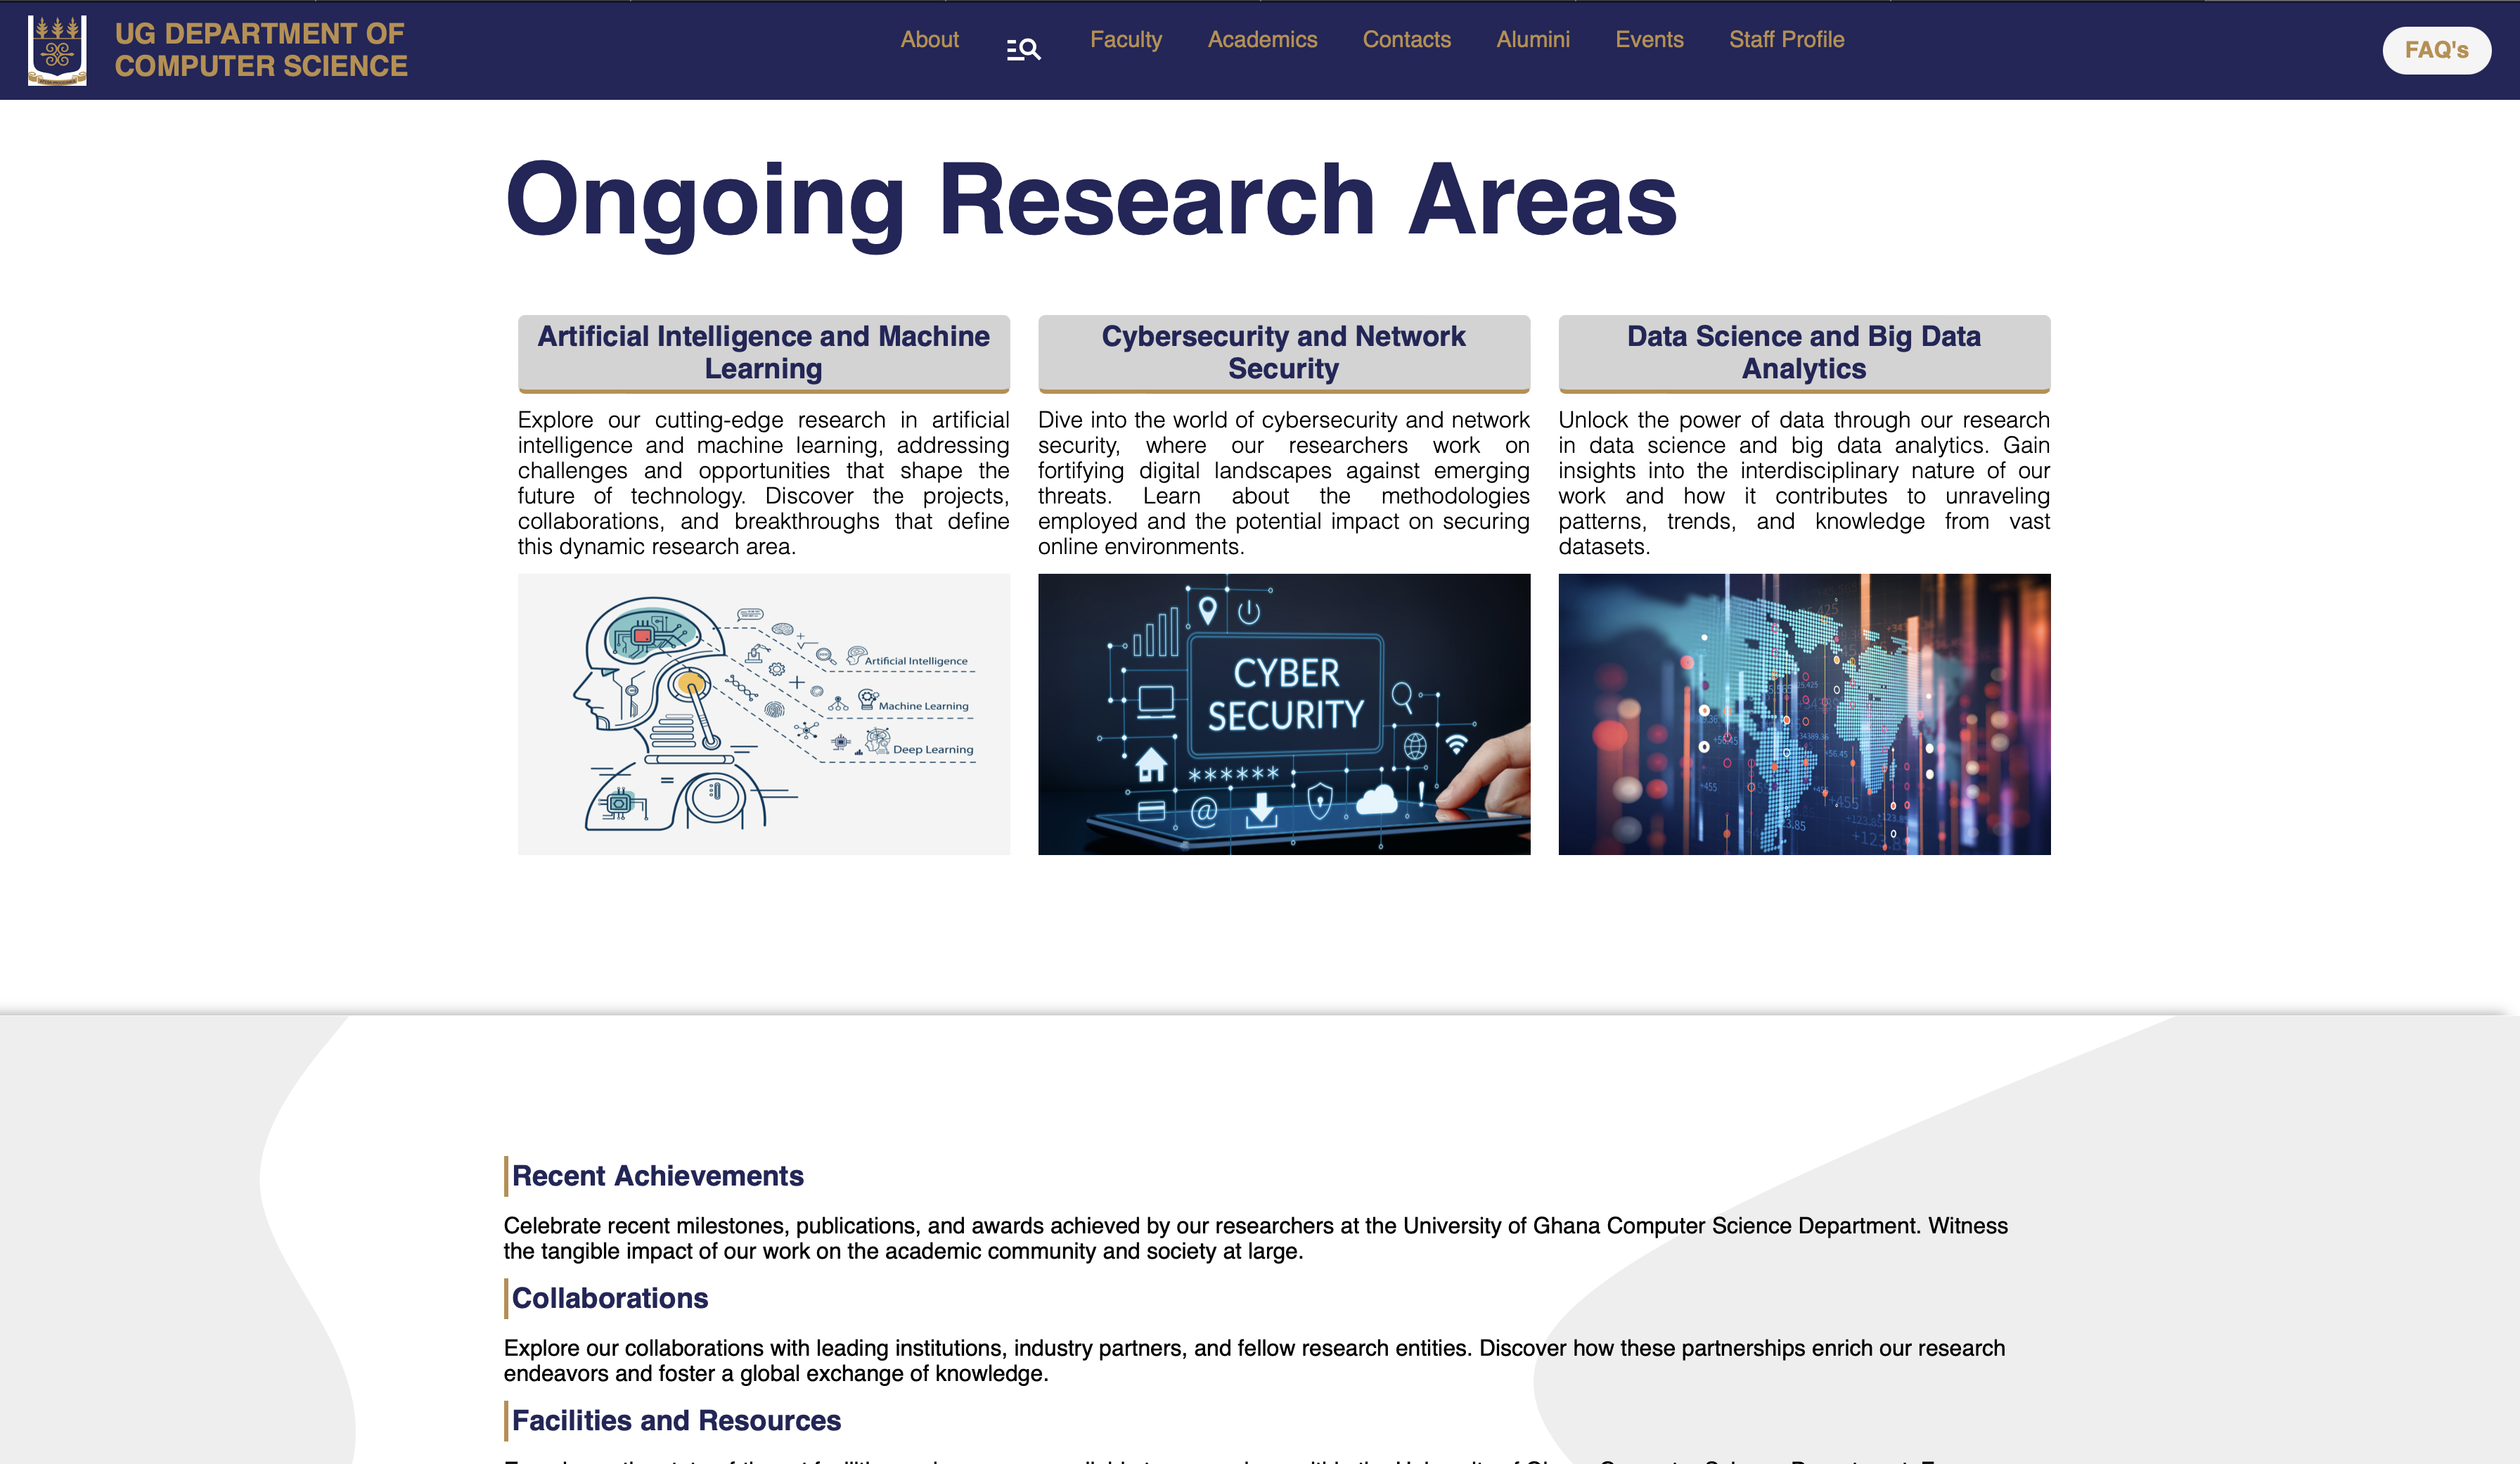 UG DEPARTMENT OF
COMPUTER SCIENCE
About
Faculty
Academics
Contacts
Alumini
Events
Staff Profile
FAQ's
Ongoing Research Areas
Artificial Intelligence and Machine
Learning
Explore our cutting-edge research in artificial
intelligence and machine learning, addressing
challenges and opportunities that shape the
future of technology. Discover the projects,
collaborations, and breakthroughs that define
this dynamic research area.
Artificial Intelligence
Machine Learning
Deep Learning
Cybersecurity and Network
Security
Dive into the world of cybersecurity and network
security, where our researchers work on
fortifying digital landscapes against emerging
threats. Learn about the methodologies
employed and the potential impact on securing
online environments.
CYBER
SECURITY
******
@
!
Data Science and Big Data
Analytics
Unlock the power of data through our research
in data science and big data analytics. Gain
insights into the interdisciplinary nature of our
work and how it contributes to unraveling
patterns, trends, and knowledge from vast
datasets.
+56.45
+455
+455
Recent Achievements
Celebrate recent milestones, publications, and awards achieved by our researchers at the University of Ghana Computer Science Department. Witness
the tangible impact of our work on the academic community and society at large.
Collaborations
Explore our collaborations with leading institutions, industry partners, and fellow research entities. Discover how these partnerships enrich our research
endeavors and foster a global exchange of knowledge.
Facilities and Resources